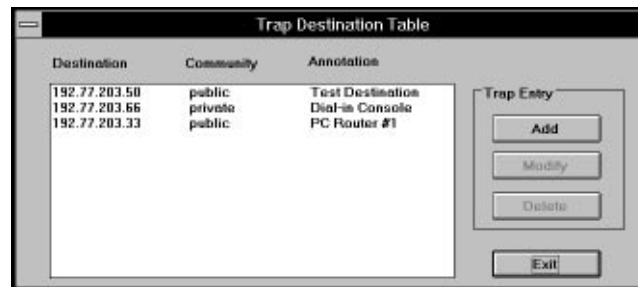 Trap Destination Table
Destination Community Annotation
192.77.203.50 public Test Destination
192.77.203.66 private Dial-in Console
192.77.203.33 public PC Router #1
Trap Entry
Add
Modify
Delete
Exit